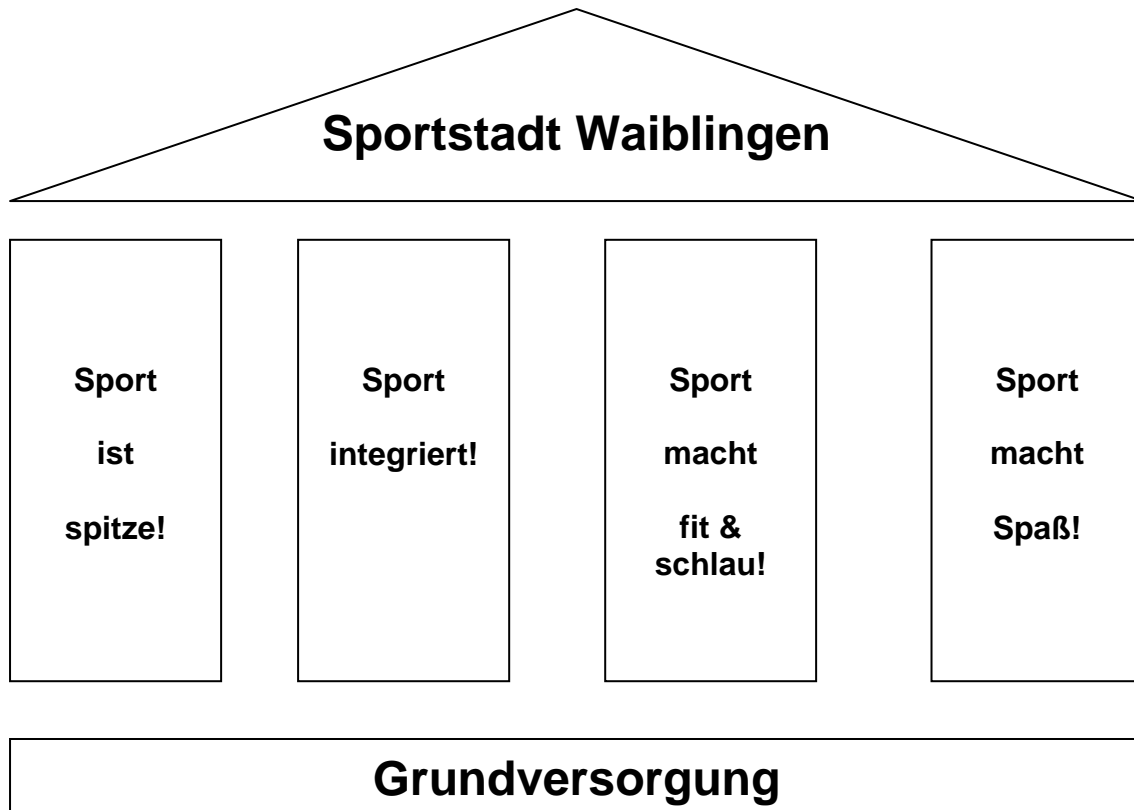 Sportstadt Waiblingen
Sport
ist
spitze!
Sport
integriert!
Sport
macht
fit &
schlau!
Sport
macht
Spaß!
Grundversorgung